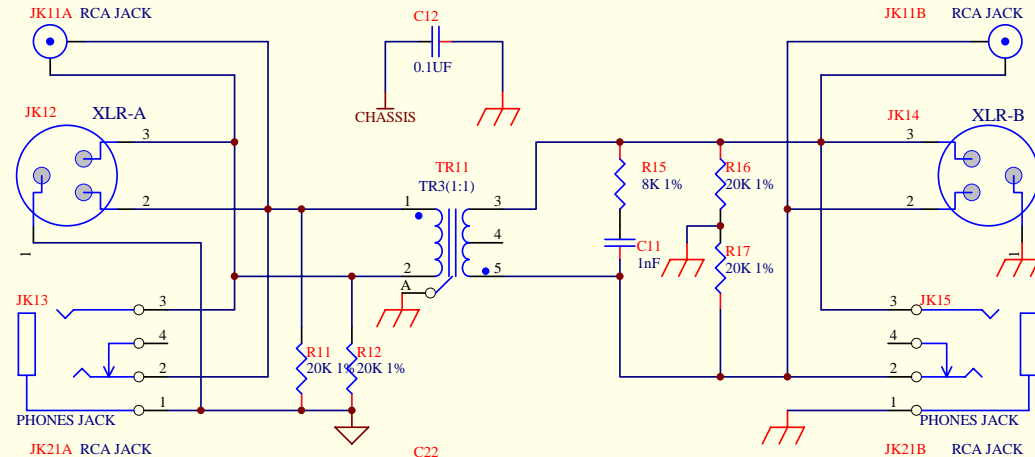 JK11A RCA JACK
C12
0.1UF
CHASSIS
JK11B RCA JACK
JK12
XLR-A
3
2
1
JK14
XLR-B
3
2
1
TR11
TR3(1:1)
1
2
A
3
4
5
R15
8K 1%
C11
1nF
R16
20K 1%
R17
20K 1%
JK13
3
4
2
1
PHONES JACK
R11
20K 1%
R12
20K 1%
JK15
3
4
2
1
PHONES JACK
JK21A RCA JACK
C22
JK21B RCA JACK